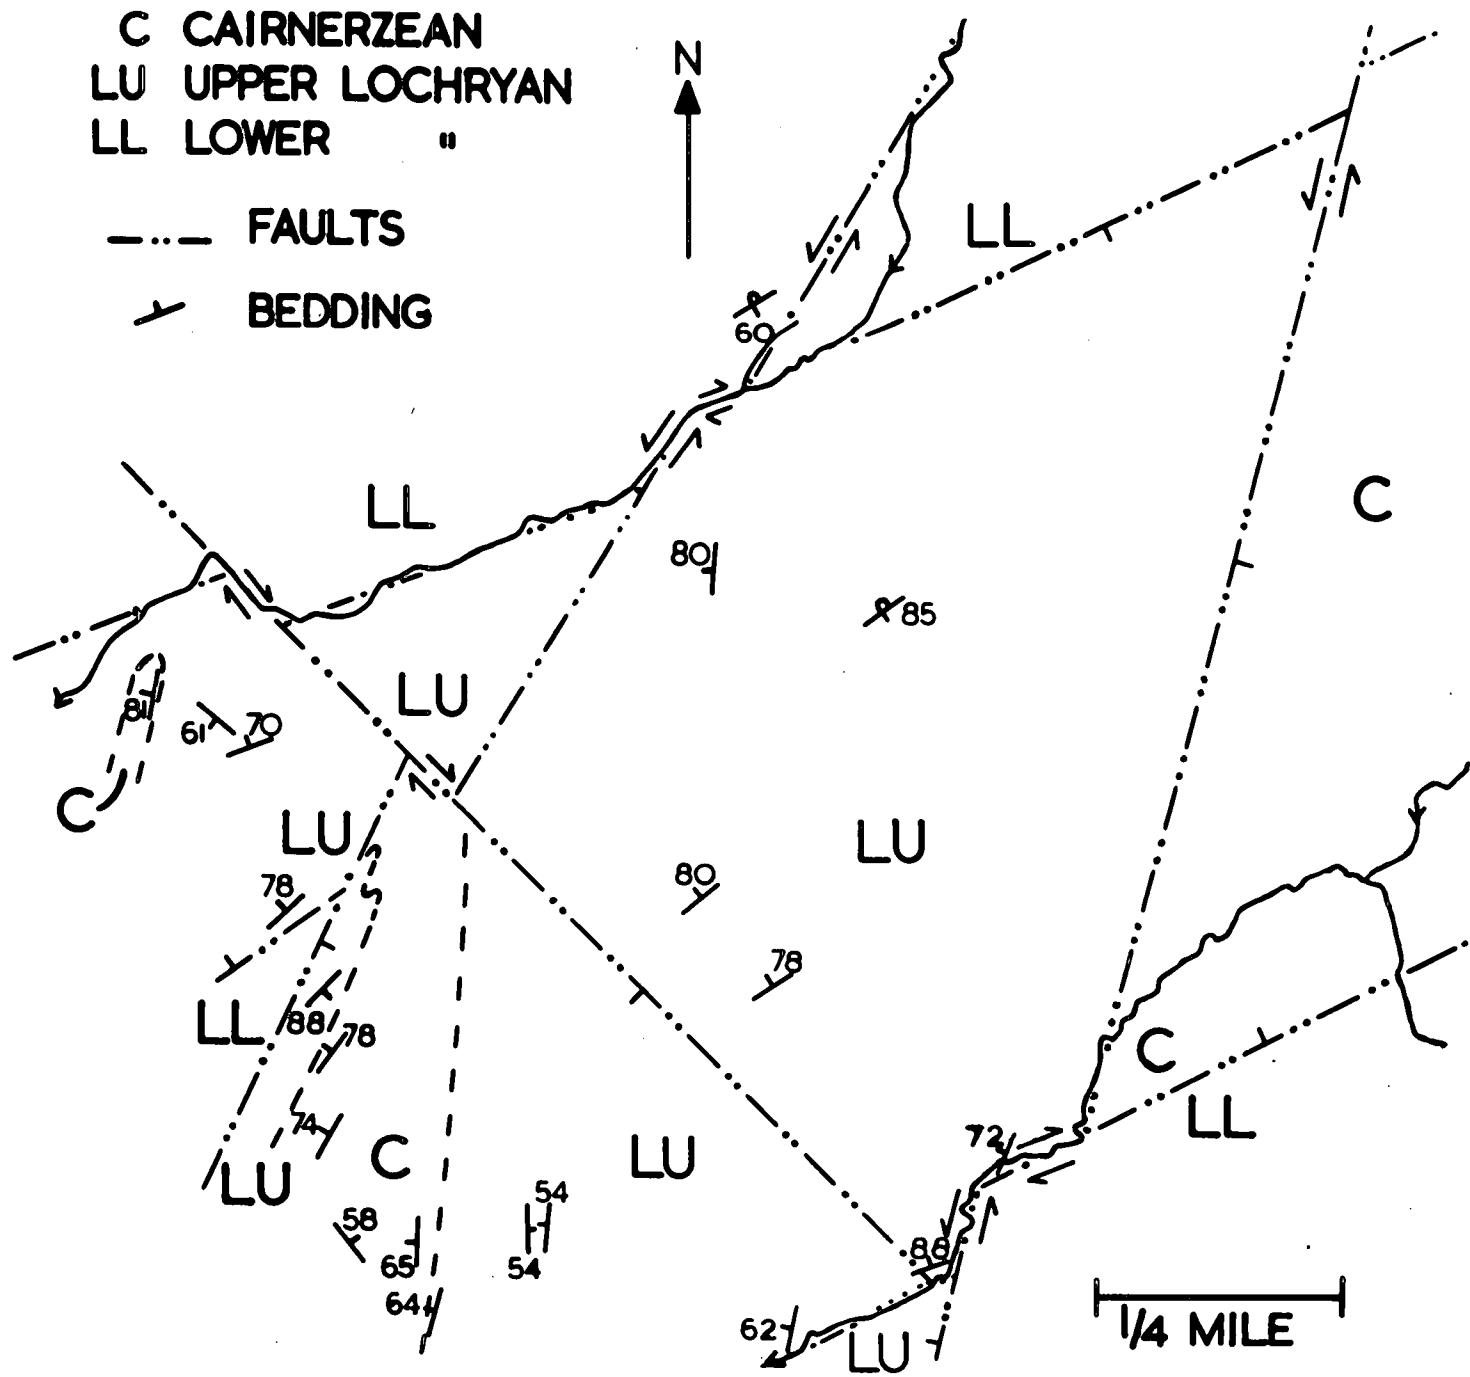 C CAIRNERZEAN
LU UPPER LOCHRYAN
LL LOWER "
FAULTS
BEDDING
N
LL
60
LL
C
80
85
81
61 70
LU
C
LU
LU
78
80
78
LL 88 78
C
LL
74
72
LU C
LU
54
58
65
54
88
64
62
LU
1/4 MILE